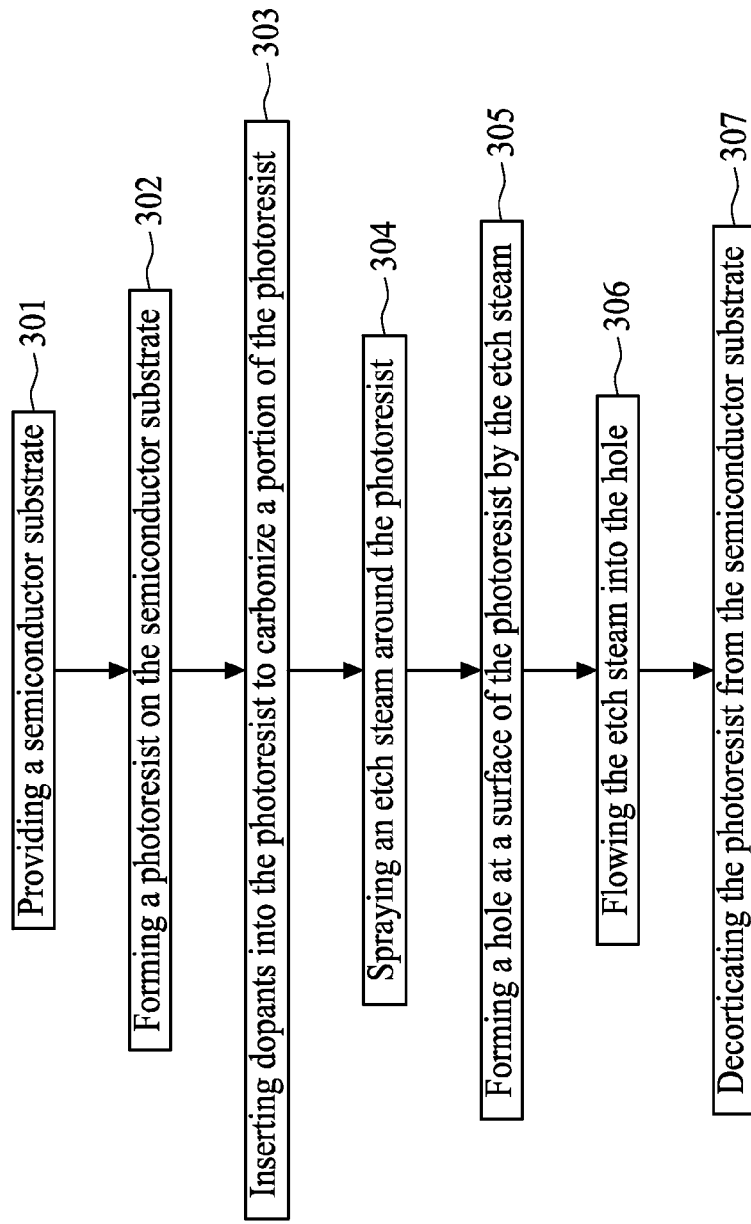 Providing a semiconductor substrate 301
Forming a photoresist on the semiconductor substrate 302
Inserting dopants into the photoresist to carbonize a portion of the photoresist 303
Spraying an etch steam around the photoresist 304
Forming a hole at a surface of the photoresist by the etch steam 305
Flowing the etch steam into the hole 306
Decorticating the photoresist from the semiconductor substrate 307